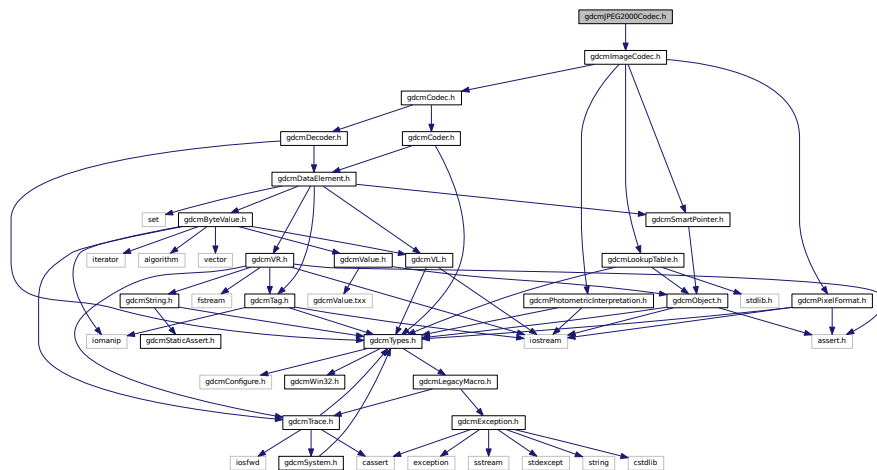 gdcmJPEG2000Codec.h
gdcmImageCodec.h
gdcmCodec.h
gdcmDecoder.h
gdcmCoder.h
gdcmDataElement.h
set
gdcmByteValue.h
gdcmSmartPointer.h
iterator
algorithm
vector
gdcmVR.h
gdcmValue.h
gdcmVL.h
gdcmLookupTable.h
gdcmString.h
fstream
gdcmTag.h
gdcmValue.txx
gdcmPhotometricInterpretation.h
gdcmObject.h
stdlib.h
gdcmPixelFormat.h
iomanip
gdcmStaticAssert.h
gdcmTypes.h
iostream
assert.h
gdcmConfigure.h
gdcmWin32.h
gdcmLegacyMacro.h
gdcmTrace.h
gdcmException.h
iosfwd
gdcmSystem.h
cassert
exception
sstream
stdexcept
string
cstdlib